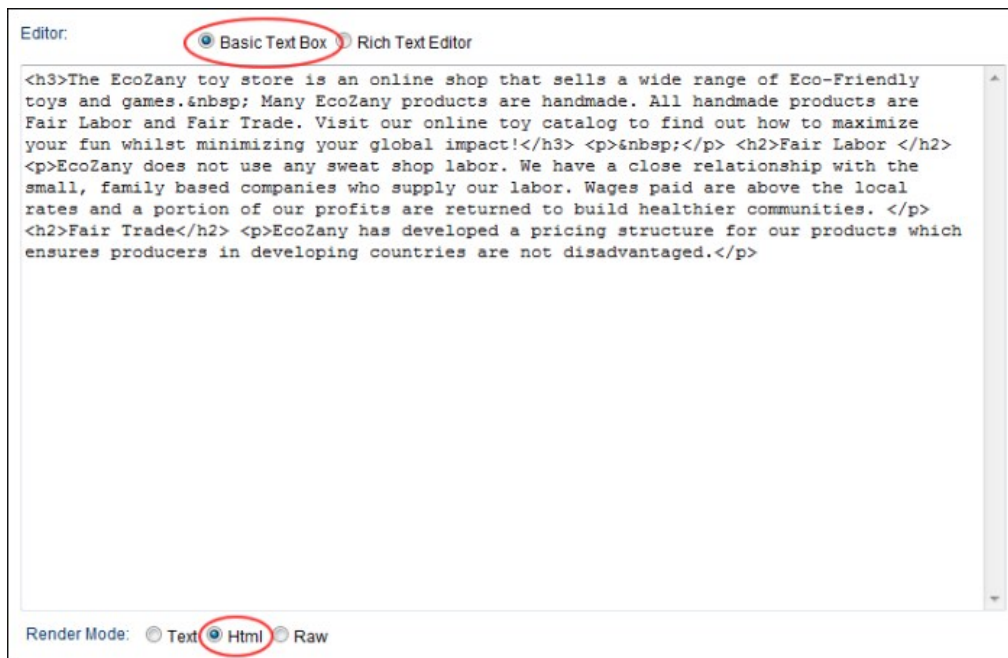 Editor:
Basic Text Box Rich Text Editor
<h3>The EcoZany toy store is an online shop that sells a wide range of Eco-Friendly
toys and games.&nbsp; Many EcoZany products are handmade. All handmade products are
Fair Labor and Fair Trade. Visit our online toy catalog to find out how to maximize
your fun whilst minimizing your global impact!</h3> <p>&nbsp;</p> <h2>Fair Labor </h2>
<p>EcoZany does not use any sweat shop labor. We have a close relationship with the
small, family based companies who supply our labor. Wages paid are above the local
rates and a portion of our profits are returned to build healthier communities. </p>
<h2>Fair Trade</h2> <p>EcoZany has developed a pricing structure for our products which
ensures producers in developing countries are not disadvantaged.</p>
Render Mode: Text Html Raw